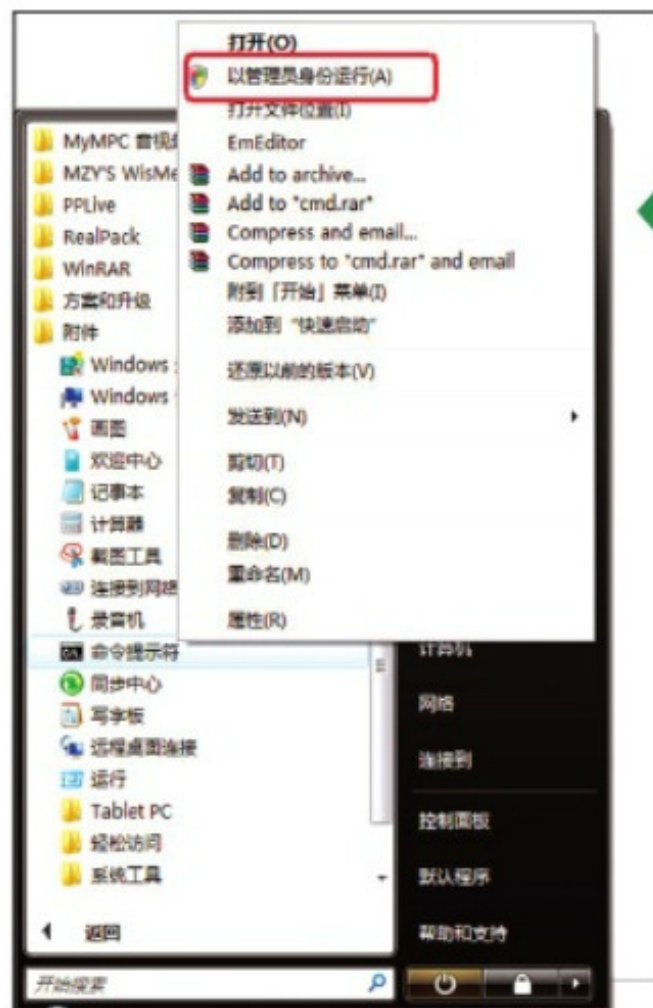 打开(O)
以管理员身份运行(A)
打开文件位置(I)
EmEditor
Add to archive...
Add to "cmd.rar"
Compress and email...
Compress to "cmd.rar" and email
附到「开始」菜单(I)
添加到 "快速启动"
还原以前的版本(V)
发送到(N)
剪切(T)
复制(C)
删除(D)
重命名(M)
属性(R)
MyMPC 音视
MZY'S WisMe
PPLive
RealPack
WinRAR
方案和升级
附件
Windows
Windows
画图
欢迎中心
记事本
计算器
截图工具
连接到网络
录音机
命令提示符
同步中心
写字板
远程桌面连接
运行
Tablet PC
轻松访问
系统工具
返回
开始搜索
计算机
网络
连接到
控制面板
默认程序
帮助和支持